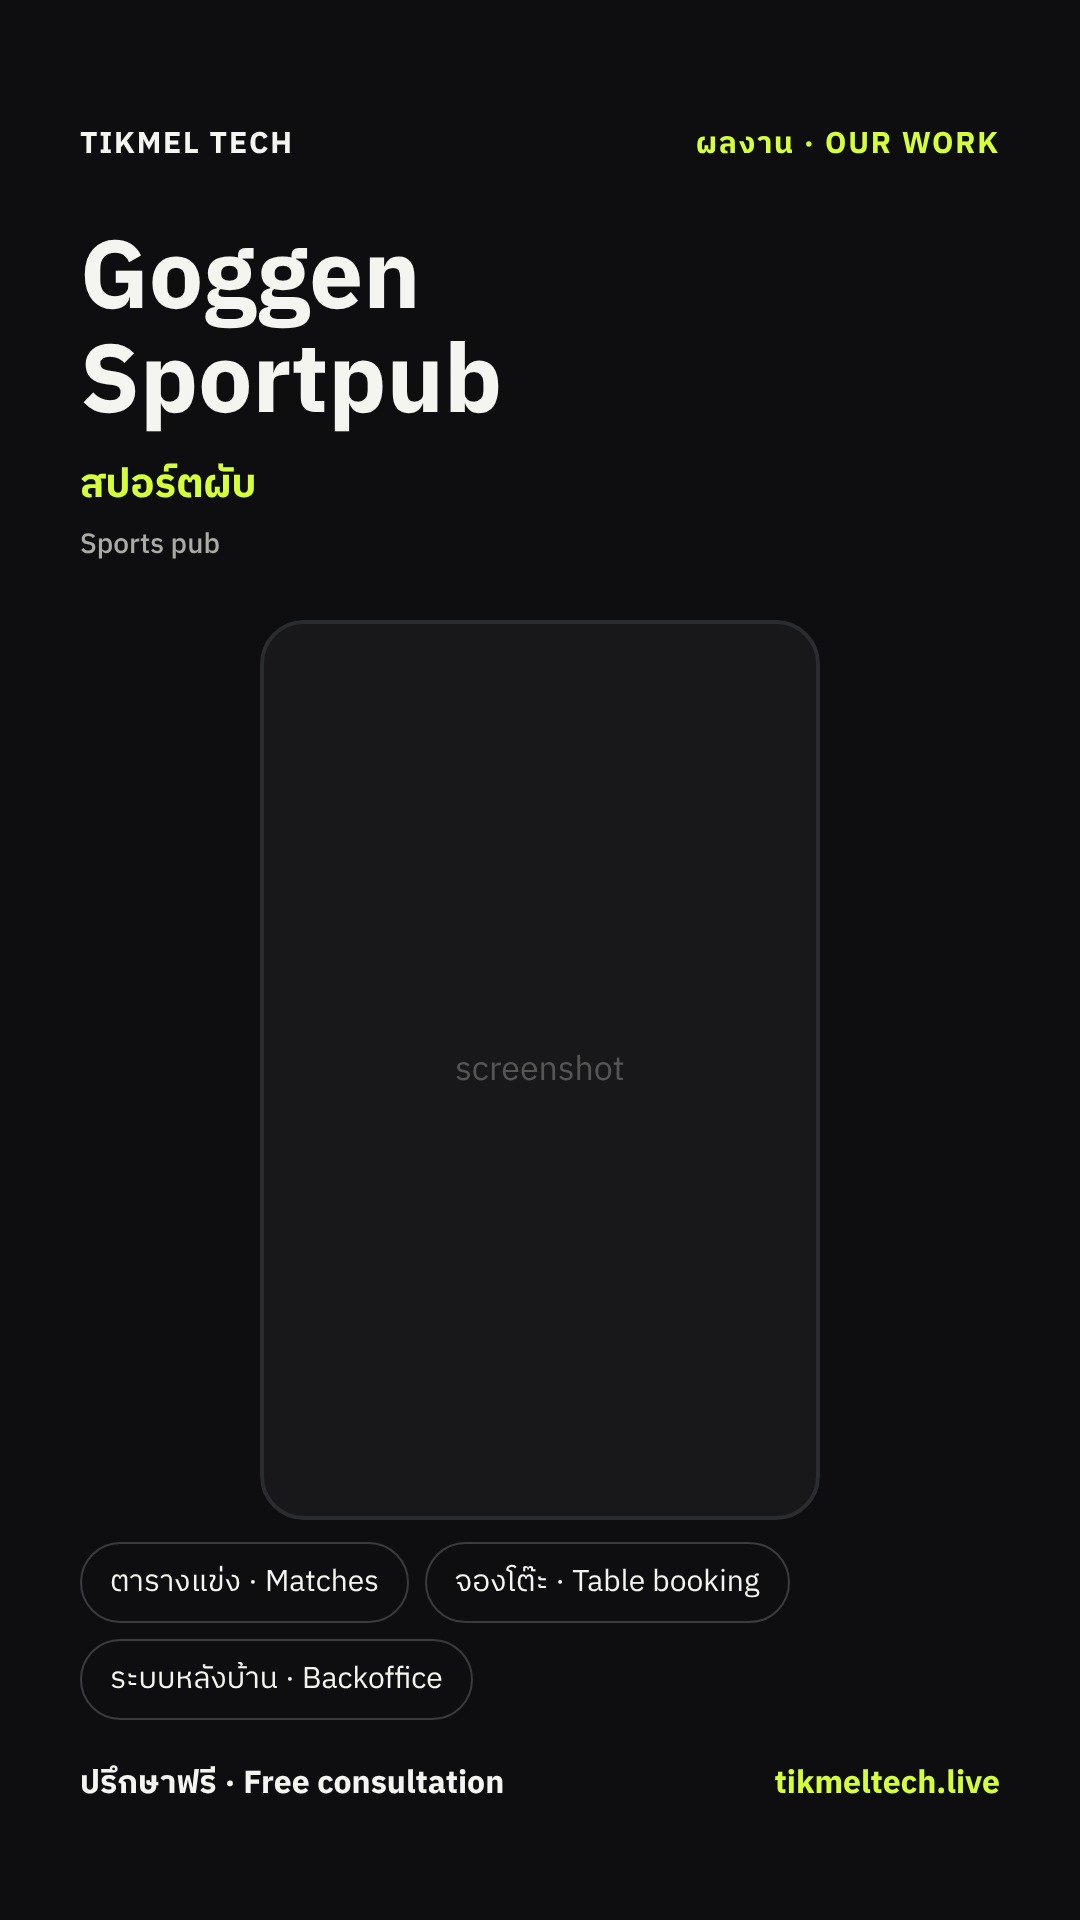 TIKMEL TECH
ผลงาน · OUR WORK
Goggen
Sportpub
สปอร์ตผับ
Sports pub
screenshot
ตารางแข่ง · Matches
จองโต๊ะ · Table booking
ระบบหลังบ้าน · Backoffice
ปรึกษาฟรี · Free consultation
tikmeltech.live